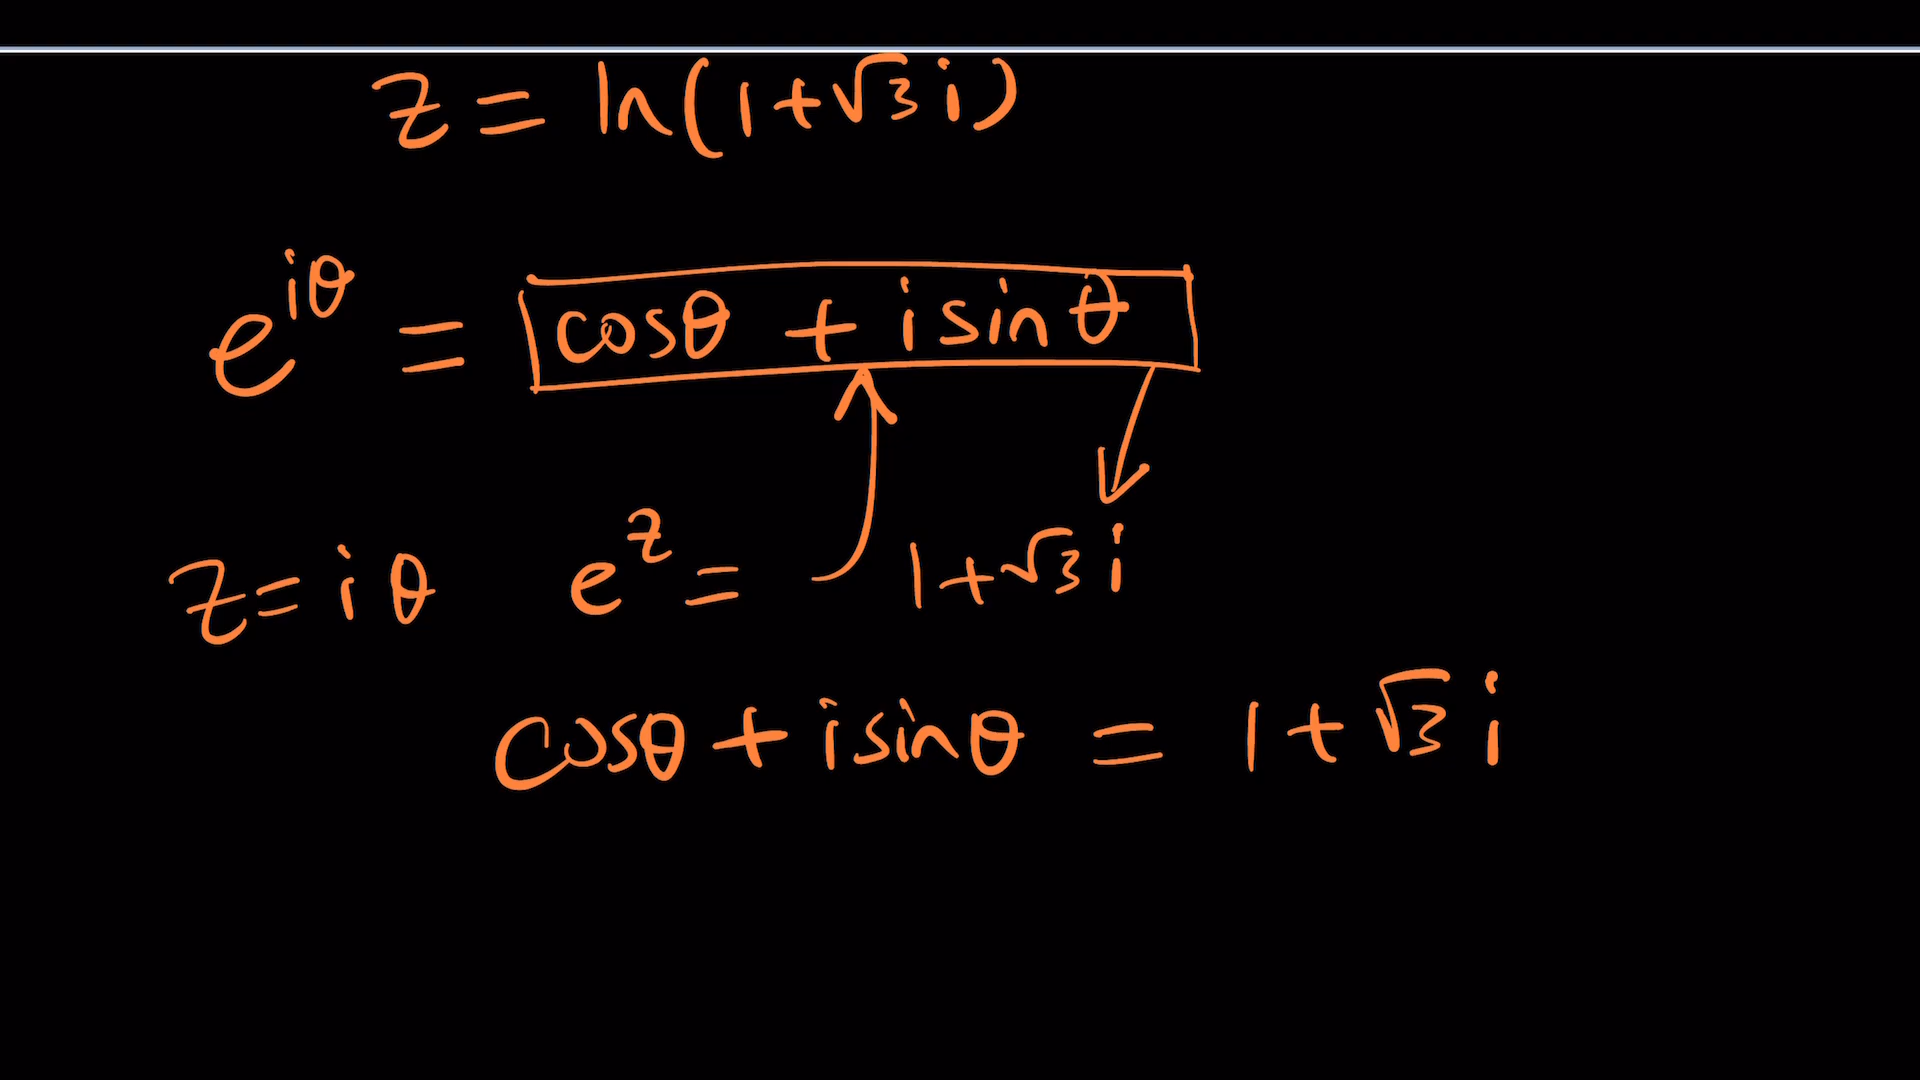 z = ln(1+√3 i)
e^{iθ} = cosθ + i sinθ
z = iθ   e^z =   1+√3 i
cosθ + i sinθ = 1+√3 i